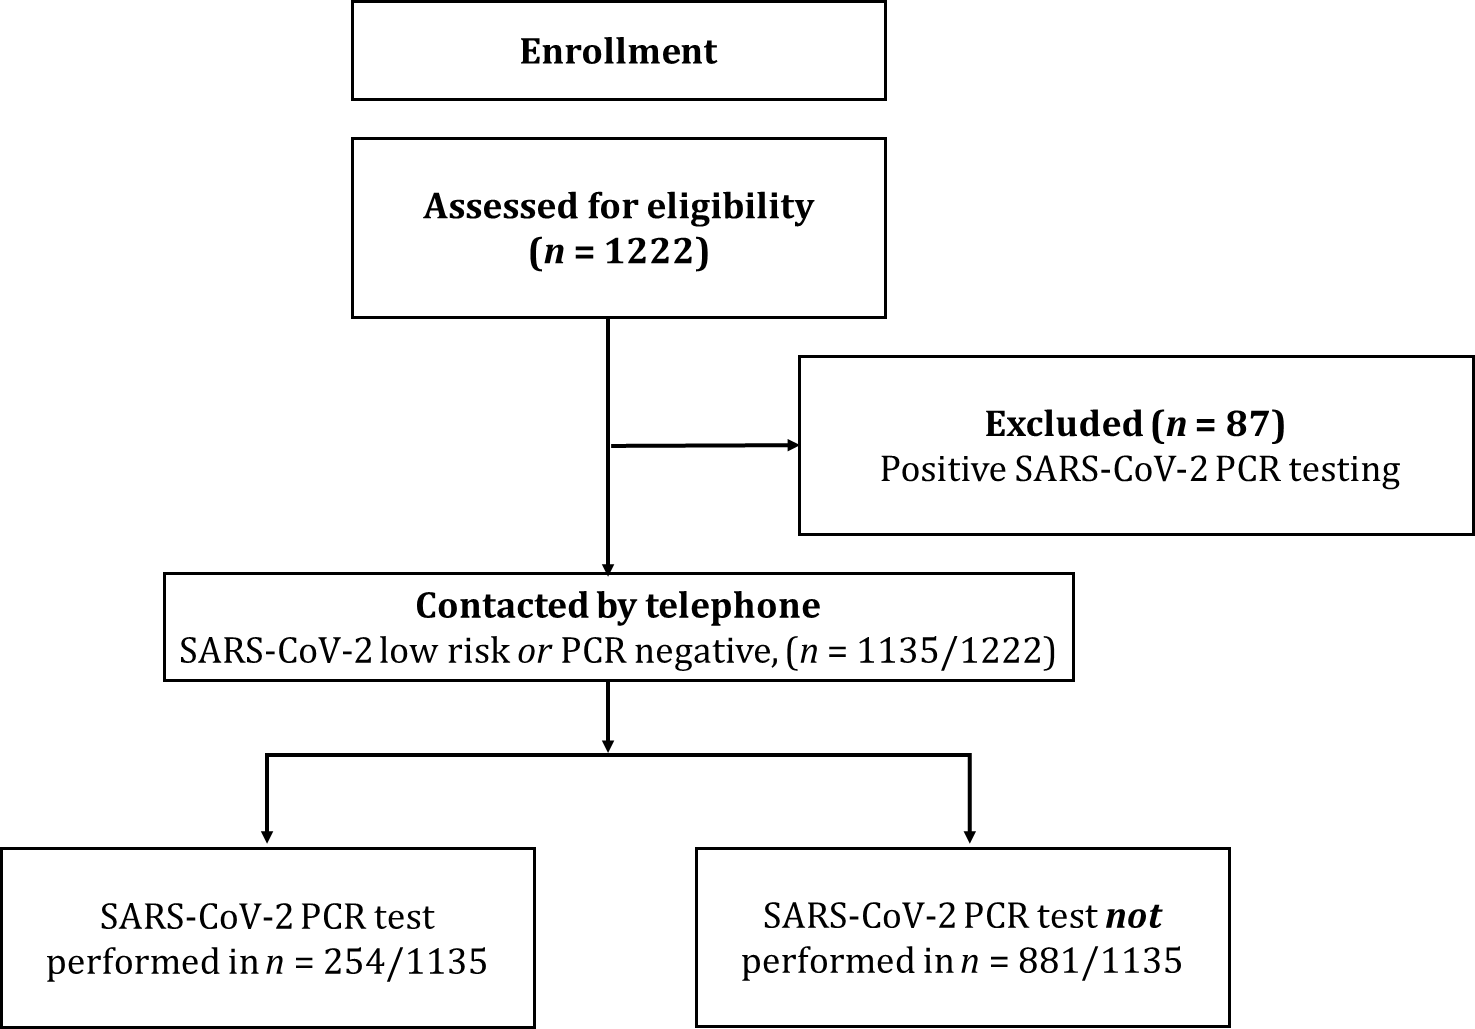 Enrollment
Assessed for eligibility
(n = 1222)
Excluded (n = 87)
Positive SARS-CoV-2 PCR testing
Contacted by telephone
SARS-CoV-2 low risk or PCR negative, (n = 1135/1222)
SARS-CoV-2 PCR test
performed in n = 254/1135
SARS-CoV-2 PCR test not
performed in n = 881/1135